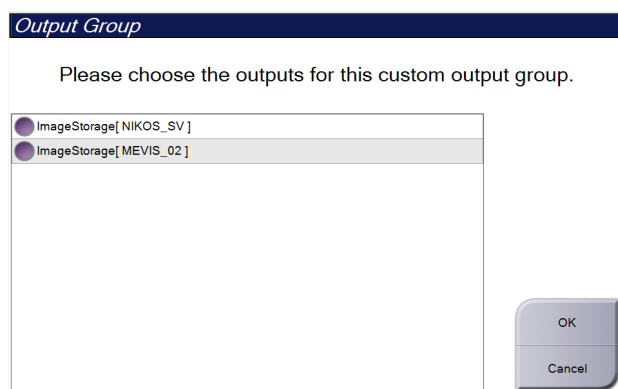 Output Group
Please choose the outputs for this custom output group.
ImageStorage[ NIKOS_SV ]
ImageStorage[ MEVIS_02 ]
OK
Cancel